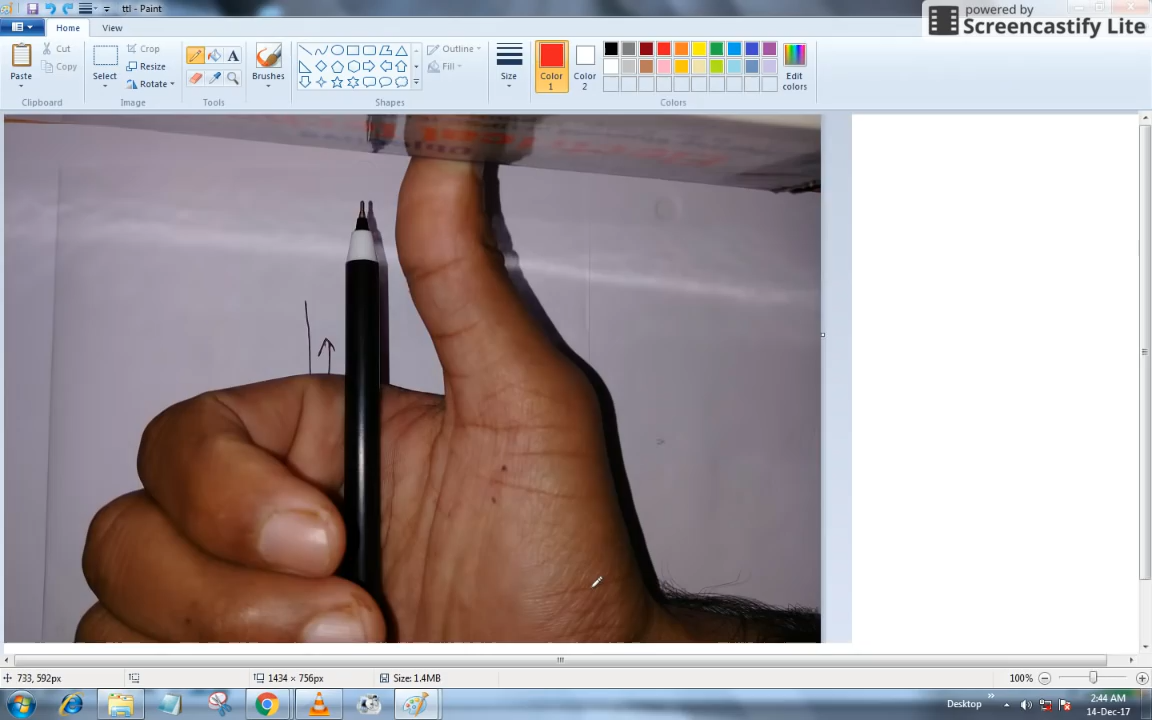 ttl - Paint
powered by
Screencastify Lite
Home
View
Paste
Cut
Copy
Clipboard
Select
Crop
Resize
Rotate
Image
A
Tools
Brushes
Outline
Fill
Shapes
Size
Color
1
Color
2
Edit
colors
Colors
733, 592px
1434 × 756px
Size: 1.4MB
100%
Desktop
2:44 AM
14-Dec-17